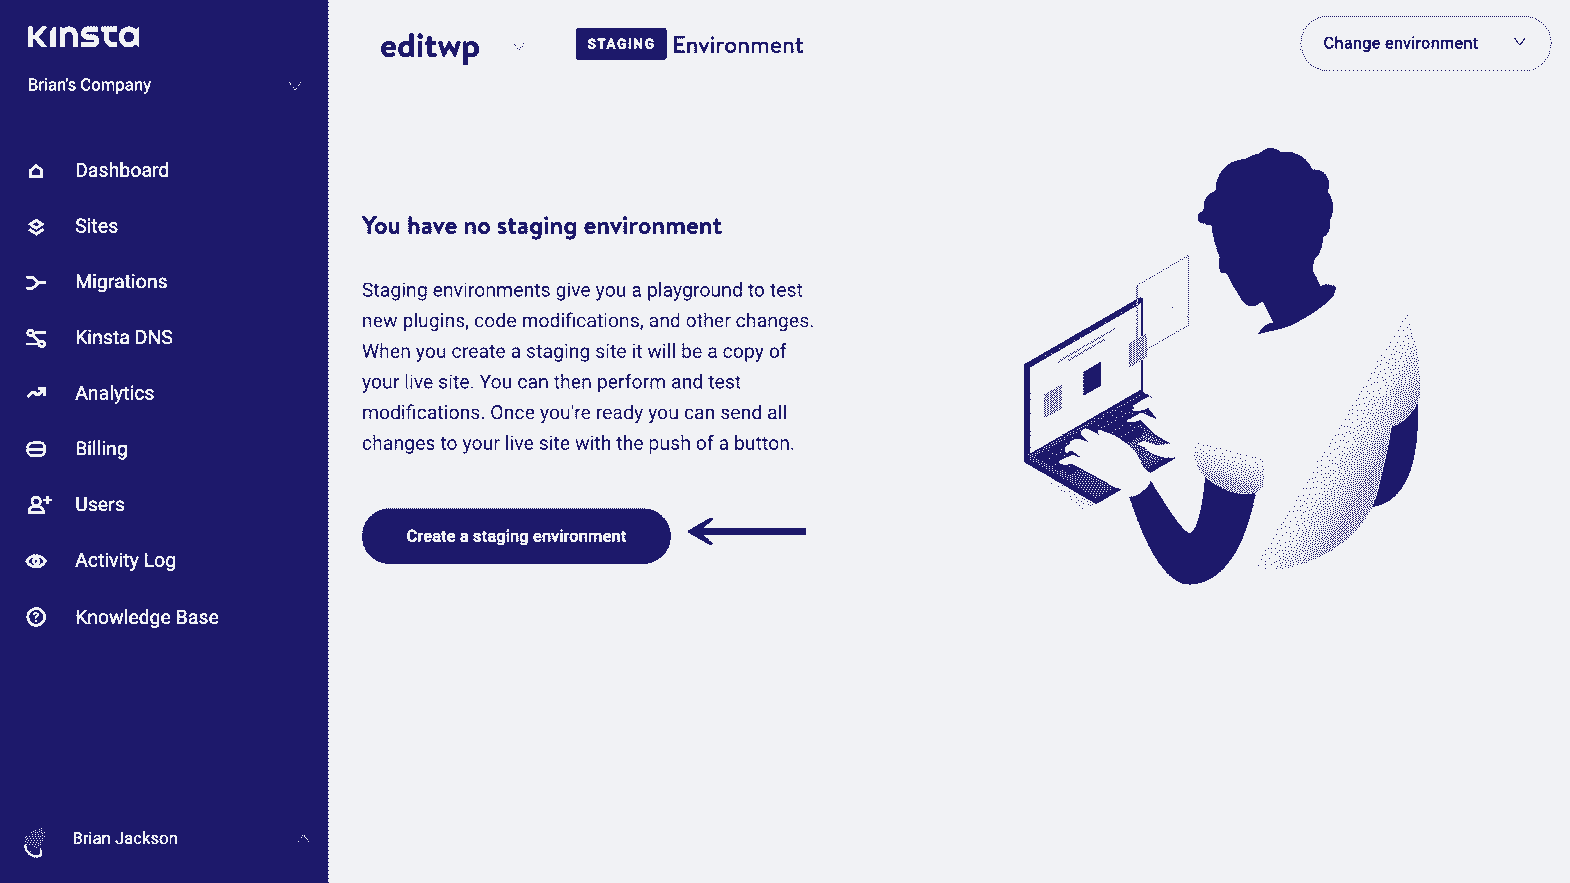 Kinsta
Brian's Company
Dashboard
Sites
Migrations
Kinsta DNS
Analytics
Billing
Users
Activity Log
Knowledge Base
Brian Jackson
editwp
STAGING Environment
Change environment
You have no staging environment
Staging environments give you a playground to test
new plugins, code modifications, and other changes.
When you create a staging site it will be a copy of
your live site. You can then perform and test
modifications. Once you're ready you can send all
changes to your live site with the push of a button.
Create a staging environment